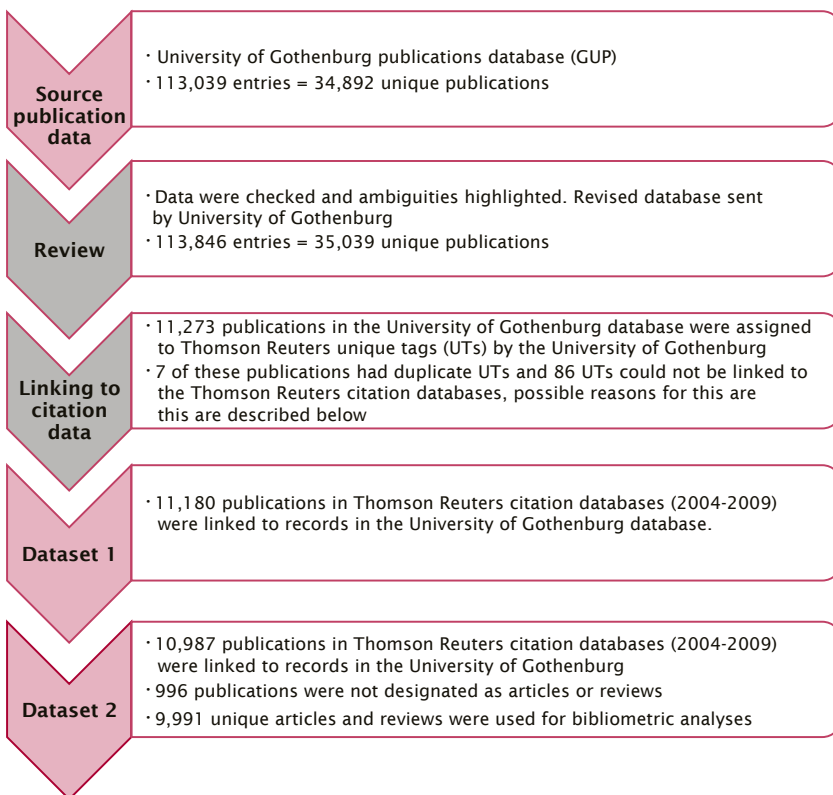 Source
publication
data
· University of Gothenburg publications database (GUP)
· 113,039 entries = 34,892 unique publications
Review
· Data were checked and ambiguities highlighted. Revised database sent
by University of Gothenburg
· 113,846 entries = 35,039 unique publications
Linking to
citation
data
· 11,273 publications in the University of Gothenburg database were assigned
to Thomson Reuters unique tags (UTs) by the University of Gothenburg
· 7 of these publications had duplicate UTs and 86 UTs could not be linked to
the Thomson Reuters citation databases, possible reasons for this are
this are described below
Dataset 1
· 11,180 publications in Thomson Reuters citation databases (2004-2009)
were linked to records in the University of Gothenburg database.
Dataset 2
· 10,987 publications in Thomson Reuters citation databases (2004-2009)
were linked to records in the University of Gothenburg
· 996 publications were not designated as articles or reviews
· 9,991 unique articles and reviews were used for bibliometric analyses